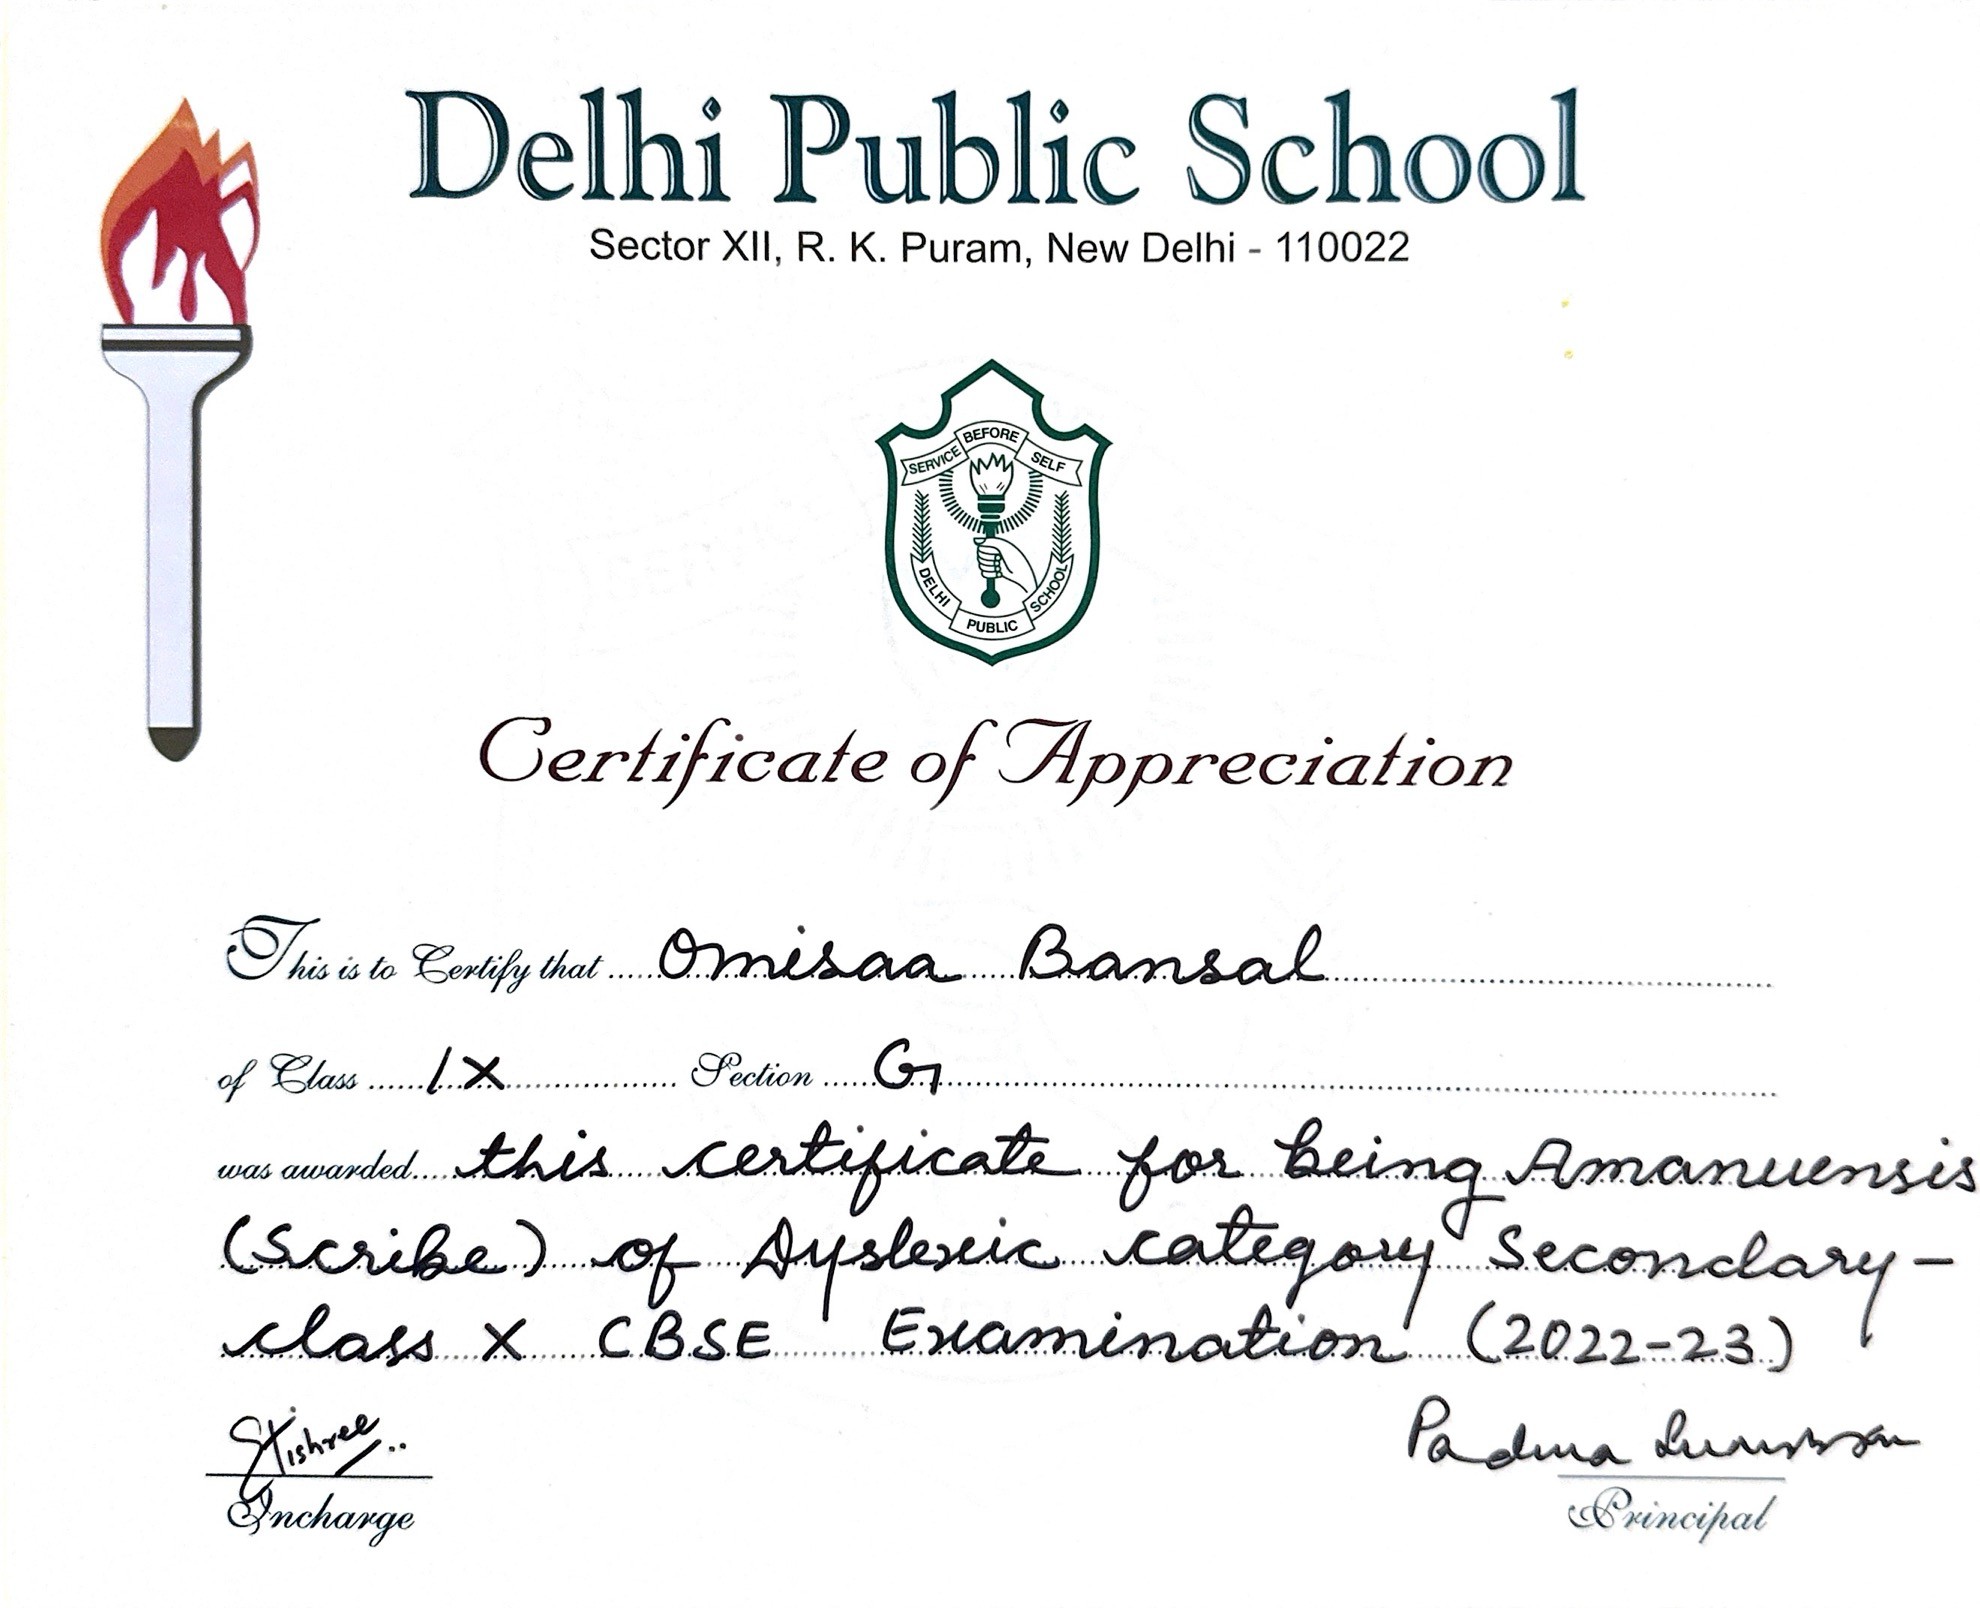 Delhi Public School
Sector XII, R. K. Puram, New Delhi - 110022
SERVICE BEFORE SELF
DELHI PUBLIC SCHOOL
Certificate of Appreciation
This is to Certify that Omisaa Bansal
of Class IX Section G
was awarded this certificate for being Amanuensis
(Scribe) of Dyslexic category Secondary-
class X CBSE Examination (2022-23)
Padma
Incharge
Principal